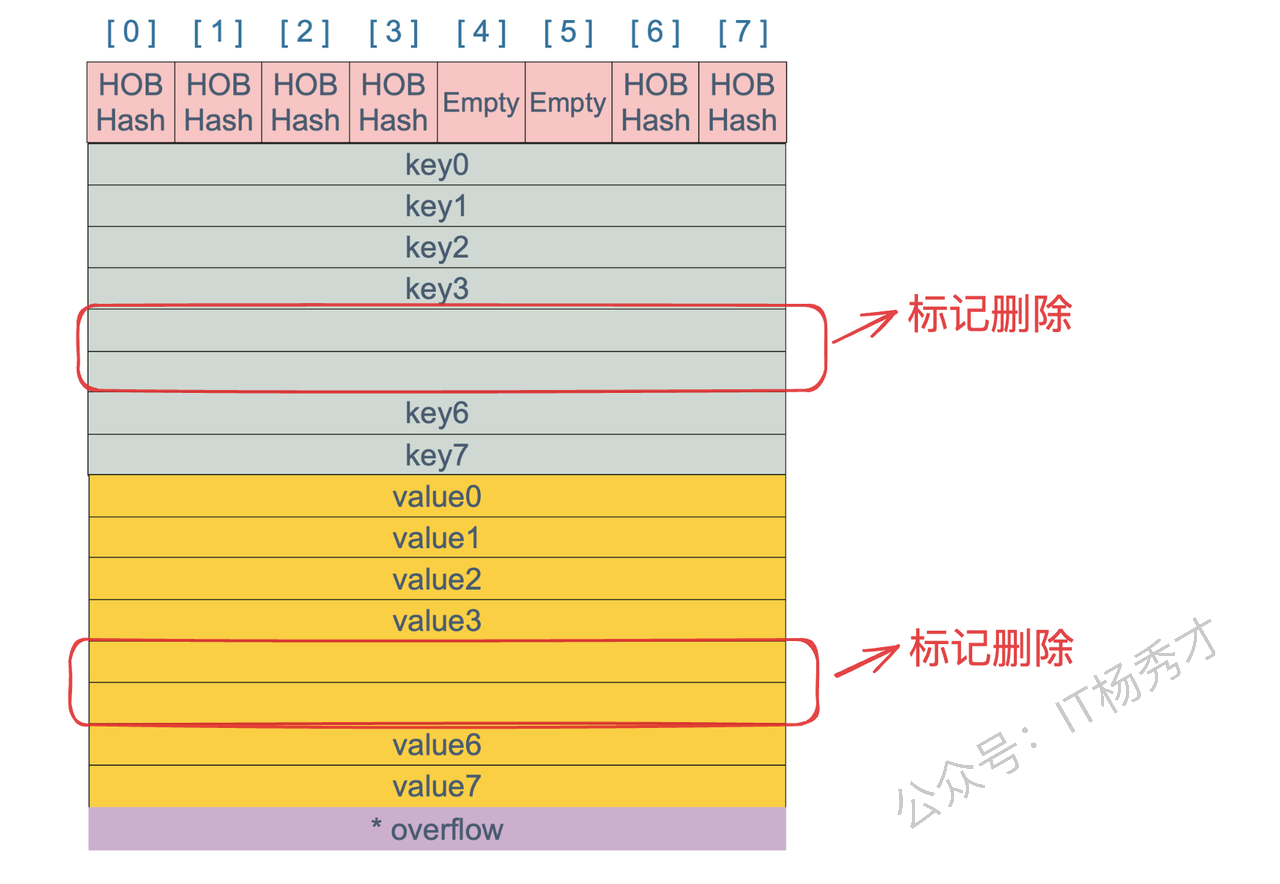 [ 0 ] [ 1 ] [ 2 ] [ 3 ] [ 4 ] [ 5 ] [ 6 ] [ 7 ]
HOB Hash HOB Hash HOB Hash HOB Hash Empty Empty HOB Hash HOB Hash
key0
key1
key2
key3
标记删除
key6
key7
value0
value1
value2
value3
标记删除
value6
value7
* overflow
公众号：IT杨秀才